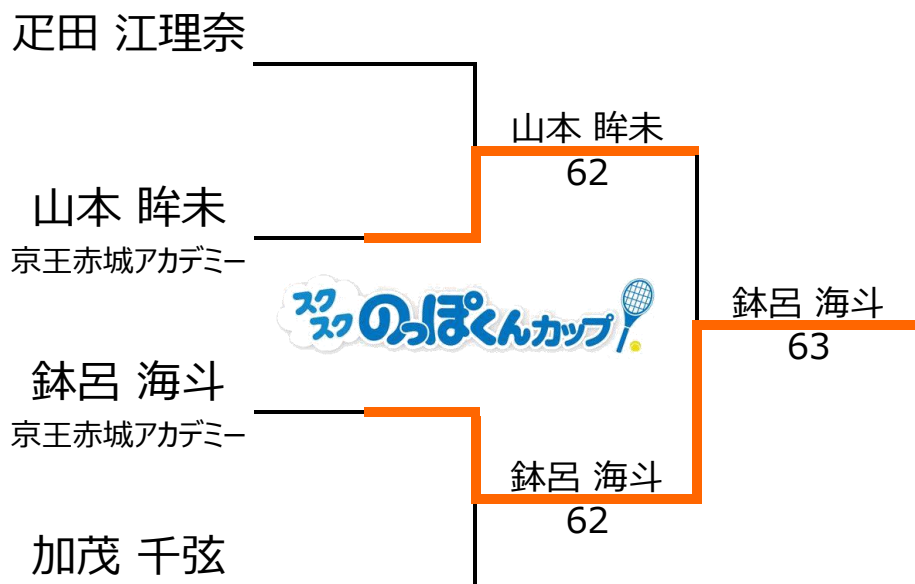 疋田 江理奈
山本 眸未
62
山本 眸未
京王赤城アカデミー
スクスクのっぽくんカップ
鉢呂 海斗
63
鉢呂 海斗
京王赤城アカデミー
鉢呂 海斗
62
加茂 千弦